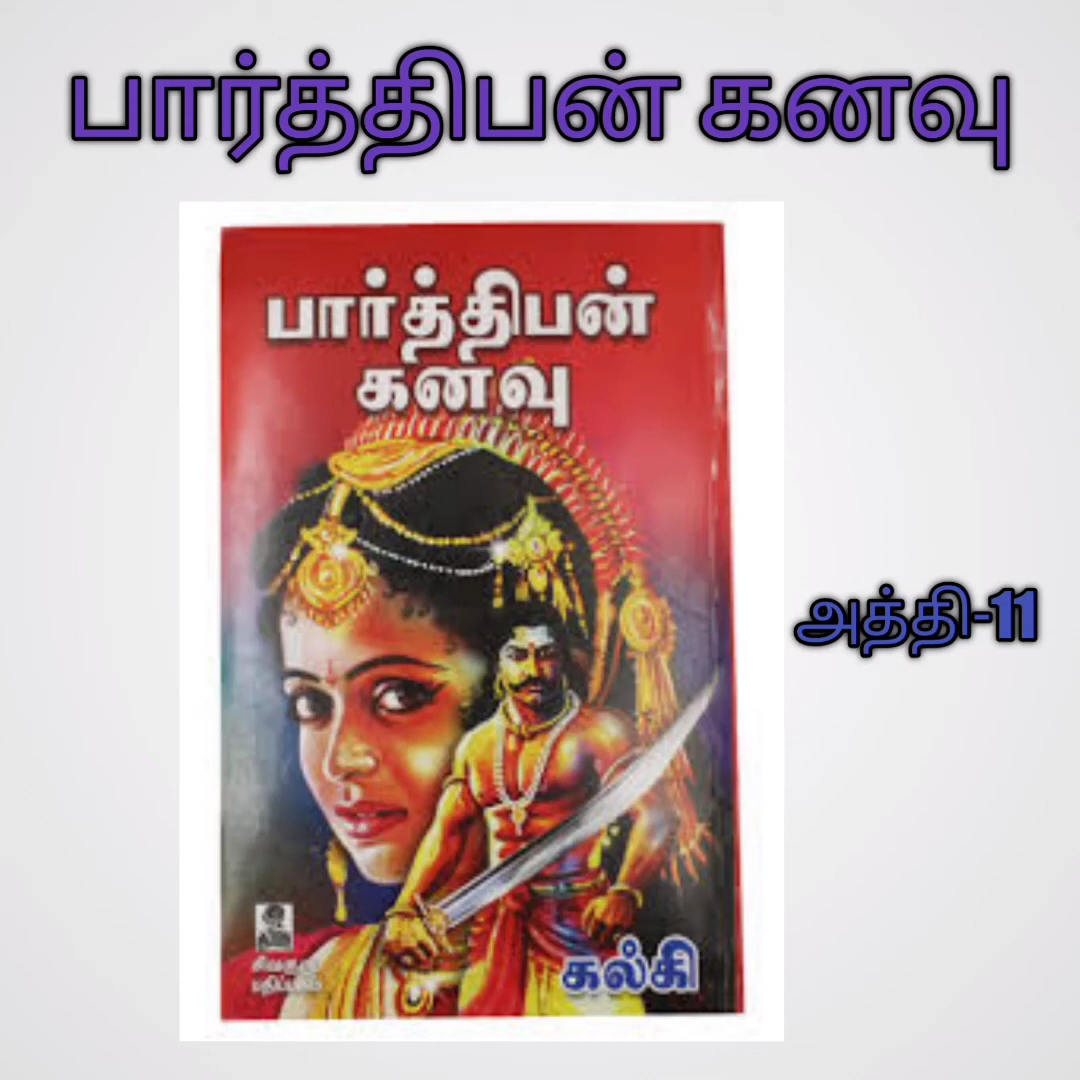 பார்த்திபன் கனவு
பார்த்திபன்
கனவு
அத்தி-11
கல்கி